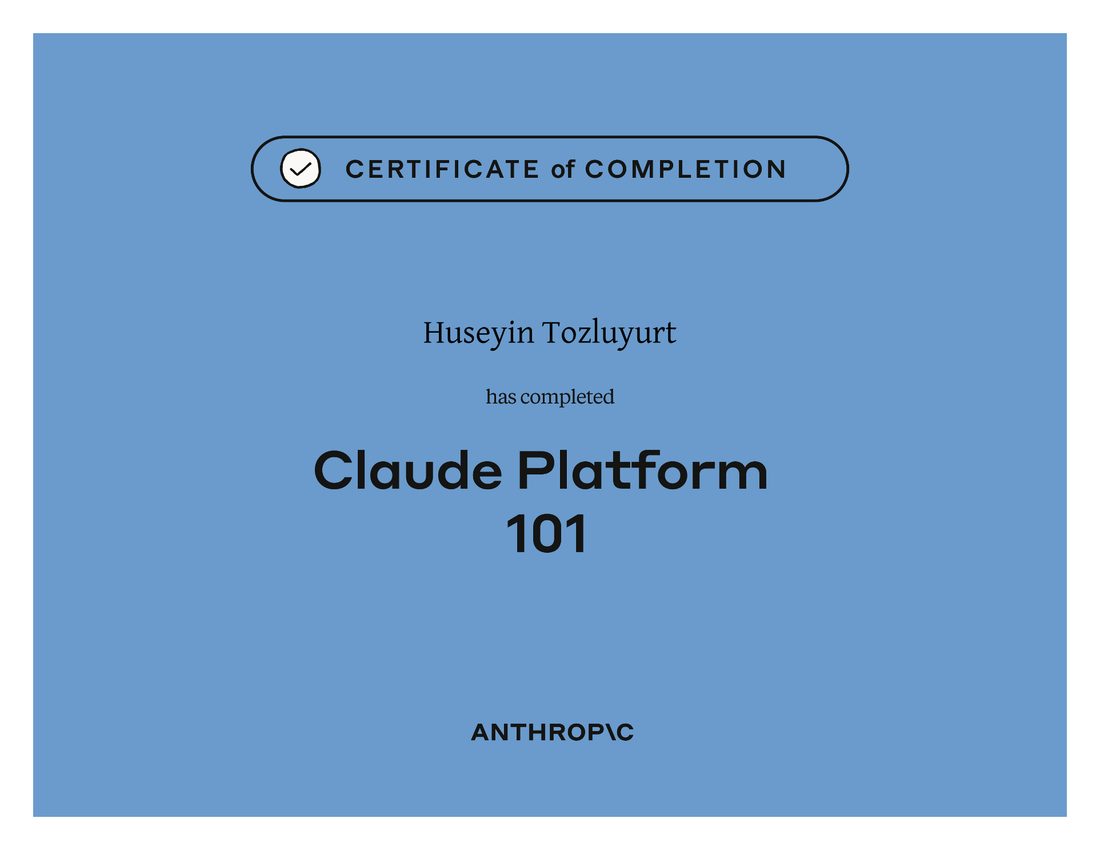 CERTIFICATE of COMPLETION
Huseyin Tozluyurt
has completed
Claude Platform
101
ANTHROP\C